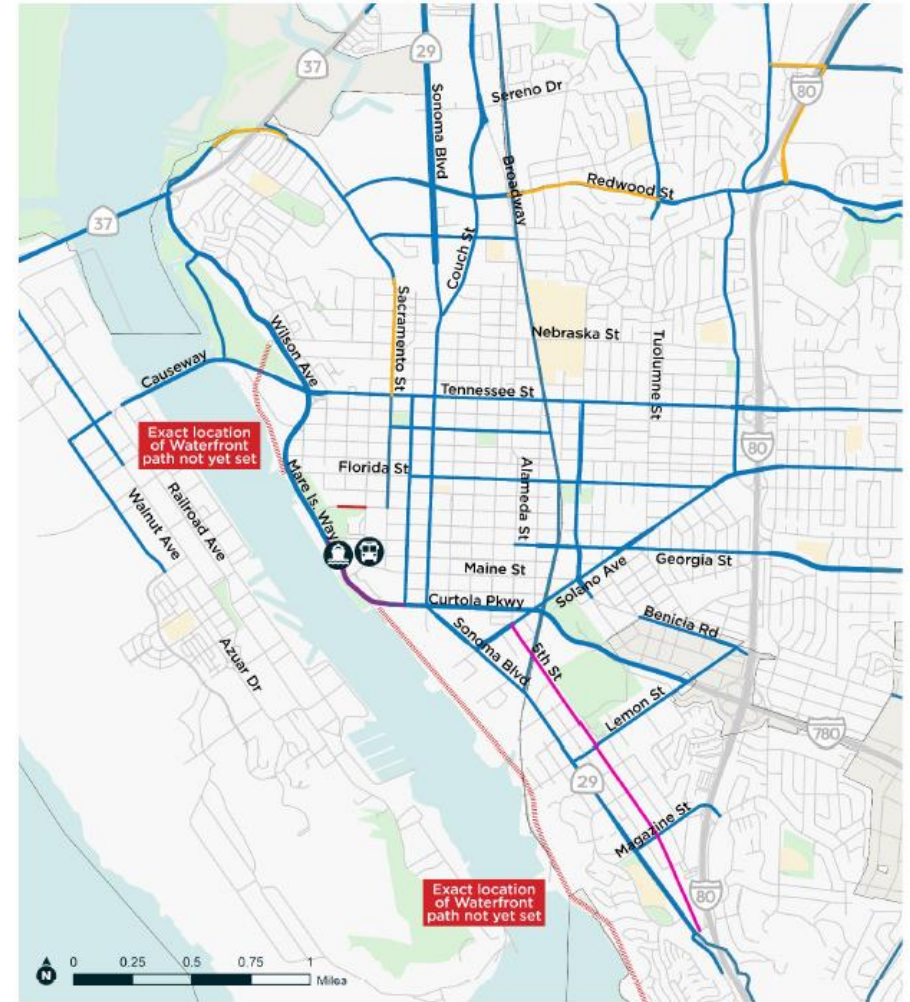 37
29
80
Sonoma Blvd
Sereno Dr
Broadway
Redwood St
37
Couch St
Sacramento St
Wilson Ave
Nebraska St
Tuolumne St
Causeway
Tennessee St
Exact location
of Waterfront
path not yet set
80
Mare Is. Way
Florida St
Alameda St
Railroad Ave
Walnut Ave
Maine St
Solano Ave
Georgia St
Curtola Pkwy
Benicia Rd
Sonoma Blvd
5th St
Azuar Dr
Lemon St
780
29
Magazine St
Exact location
of Waterfront
path not yet set
80
N
0 0.25 0.5 0.75 1
Miles